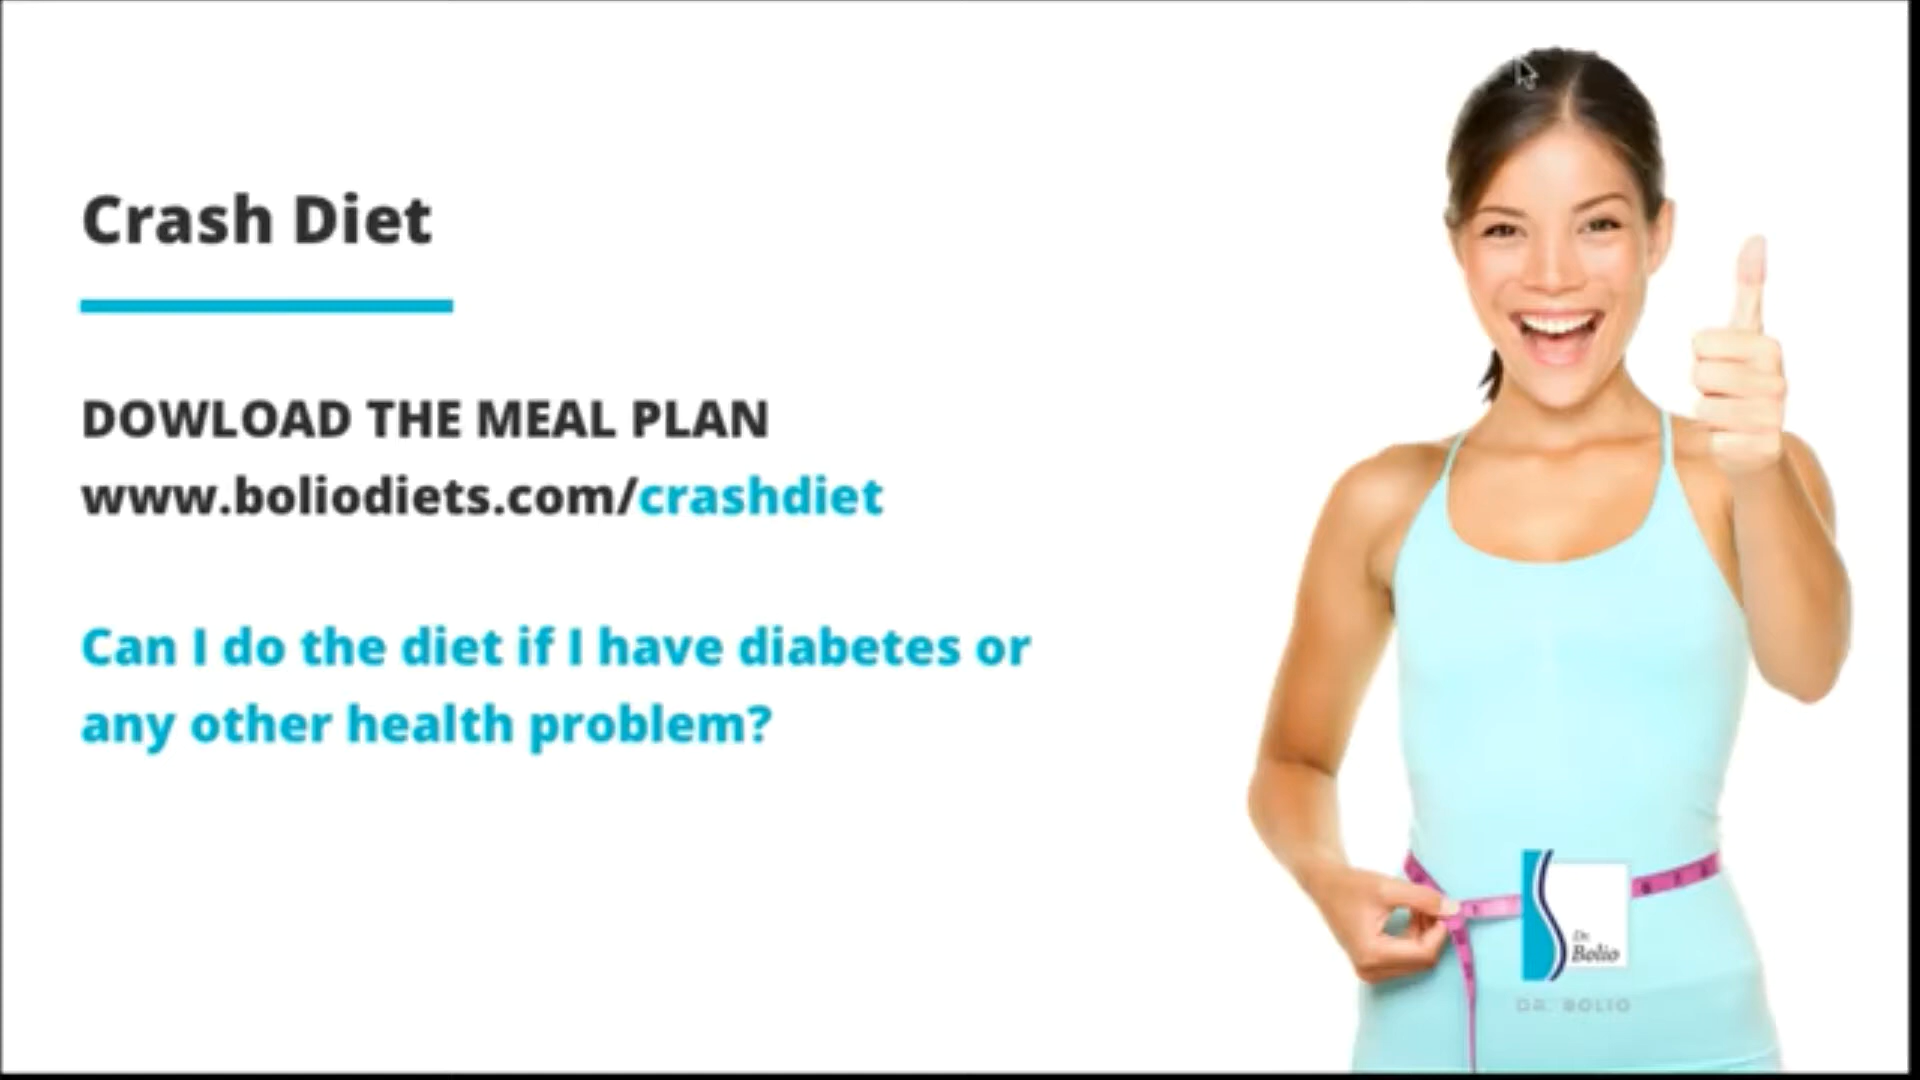 Crash Diet
DOWLOAD THE MEAL PLAN
www.boliodiets.com/crashdiet
Can I do the diet if I have diabetes or
any other health problem?
Dr.
Bolio
DR. BOLIO